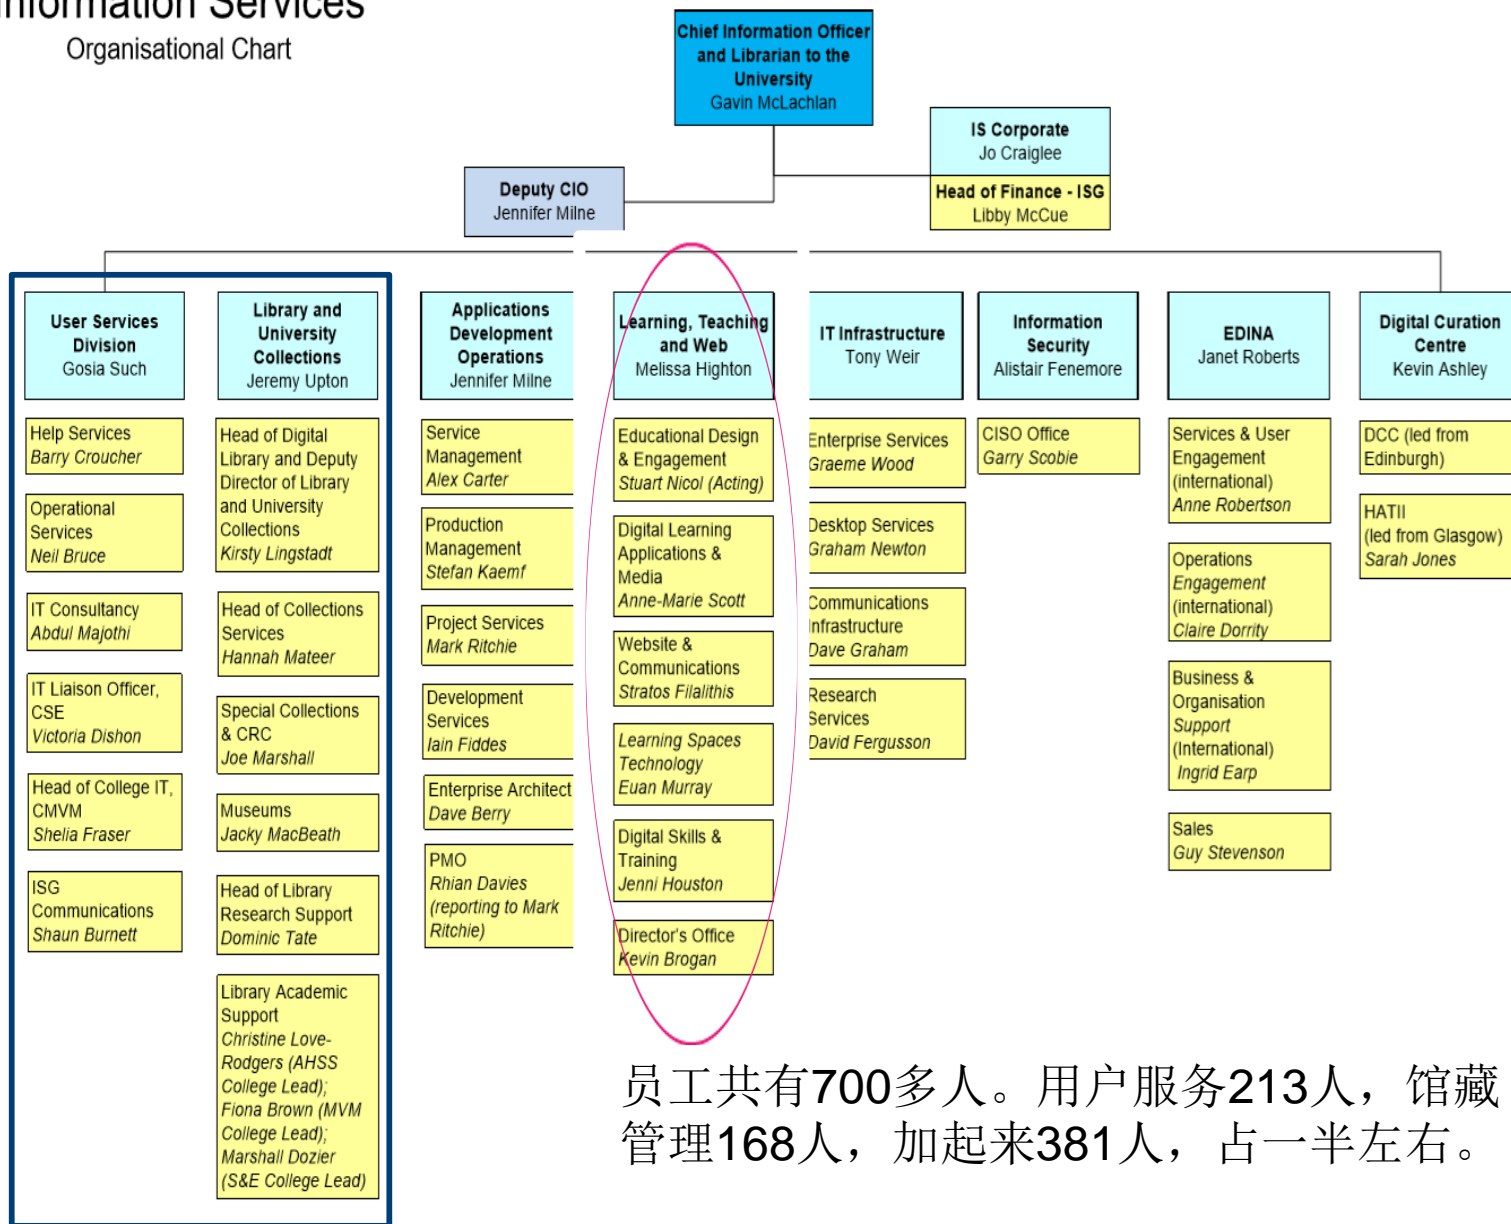 Information Services
Organisational Chart
Chief Information Officer
and Librarian to the
University
Gavin McLachlan
IS Corporate
Jo Craiglee
Head of Finance - ISG
Libby McCue
Deputy CIO
Jennifer Milne
User Services
Division
Gosia Such
Help Services
Barry Croucher
Operational
Services
Neil Bruce
IT Consultancy
Abdul Majothi
IT Liaison Officer,
CSE
Victoria Dishon
Head of College IT,
CMVM
Shelia Fraser
ISG
Communications
Shaun Burnett
Library and
University
Collections
Jeremy Upton
Head of Digital
Library and Deputy
Director of Library
and University
Collections
Kirsty Lingstadt
Head of Collections
Services
Hannah Mateer
Special Collections
& CRC
Joe Marshall
Museums
Jacky MacBeath
Head of Library
Research Support
Dominic Tate
Library Academic
Support
Christine Love-
Rodgers (AHSS
College Lead);
Fiona Brown (MVM
College Lead);
Marshall Dozier
(S&E College Lead)
Applications
Development
Operations
Jennifer Milne
Service
Management
Alex Carter
Production
Management
Stefan Kaemf
Project Services
Mark Ritchie
Development
Services
Iain Fiddes
Enterprise Architect
Dave Berry
PMO
Rhian Davies
(reporting to Mark
Ritchie)
Learning, Teaching
and Web
Melissa Highton
Educational Design
& Engagement
Stuart Nicol (Acting)
Digital Learning
Applications &
Media
Anne-Marie Scott
Website &
Communications
Stratos Filalithis
Learning Spaces
Technology
Euan Murray
Digital Skills &
Training
Jenni Houston
Director's Office
Kevin Brogan
IT Infrastructure
Tony Weir
Enterprise Services
Graeme Wood
Desktop Services
Graham Newton
Communications
Infrastructure
Dave Graham
Research
Services
David Fergusson
Information
Security
Alistair Fenemore
CISO Office
Garry Scobie
EDINA
Janet Roberts
Services & User
Engagement
(international)
Anne Robertson
Operations
Engagement
(international)
Claire Dorrity
Business &
Organisation
Support
(International)
Ingrid Earp
Sales
Guy Stevenson
Digital Curation
Centre
Kevin Ashley
DCC (led from
Edinburgh)
HATII
(led from Glasgow)
Sarah Jones
员工共有700多人。用户服务213人，馆藏
管理168人，加起来381人，占一半左右。